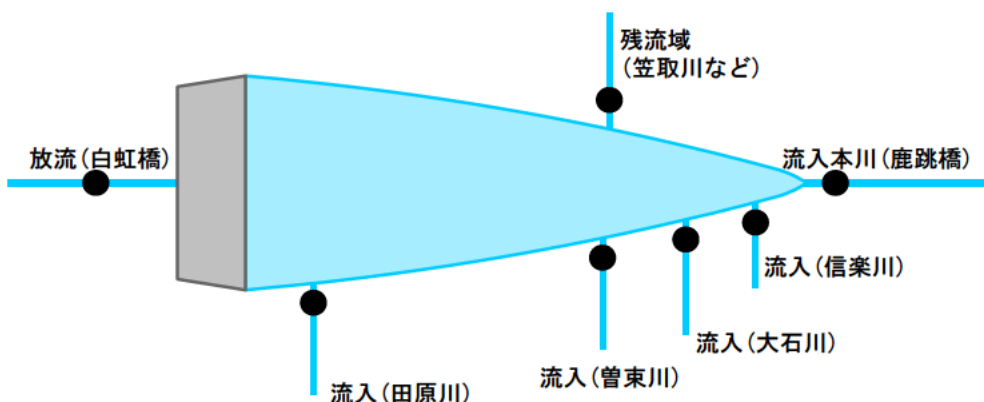 残流域
(笠取川など)
放流(白虹橋)
流入本川(鹿跳橋)
流入(信楽川)
流入(大石川)
流入(曽束川)
流入(田原川)